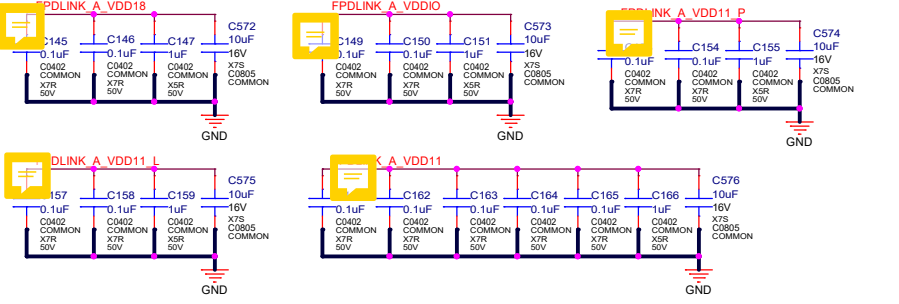 FPDLINK_A_VDD18
C145
0.1uF
C0402
COMMON
X7R
50V
C146
0.1uF
C0402
COMMON
X7R
50V
C147
1uF
C0402
COMMON
X5R
50V
C572
10uF
16V
X7S
C0805
COMMON
GND
FPDLINK_A_VDDIO
C149
0.1uF
C0402
COMMON
X7R
50V
C150
0.1uF
C0402
COMMON
X7R
50V
C151
1uF
C0402
COMMON
X5R
50V
C573
10uF
16V
X7S
C0805
COMMON
GND
FPDLINK_A_VDD11_P
0.1uF
C0402
COMMON
X7R
50V
C154
0.1uF
C0402
COMMON
X7R
50V
C155
1uF
C0402
COMMON
X5R
50V
C574
10uF
16V
X7S
C0805
COMMON
GND
DLINK_A_VDD11_L
157
0.1uF
C0402
COMMON
X7R
50V
C158
0.1uF
C0402
COMMON
X7R
50V
C159
1uF
C0402
COMMON
X5R
50V
C575
10uF
16V
X7S
C0805
COMMON
GND
K_A_VDD11
0.1uF
C0402
COMMON
X7R
50V
C162
0.1uF
C0402
COMMON
X7R
50V
C163
0.1uF
C0402
COMMON
X7R
50V
C164
0.1uF
C0402
COMMON
X7R
50V
C165
0.1uF
C0402
COMMON
X7R
50V
C166
1uF
C0402
COMMON
X5R
50V
C576
10uF
16V
X7S
C0805
COMMON
GND